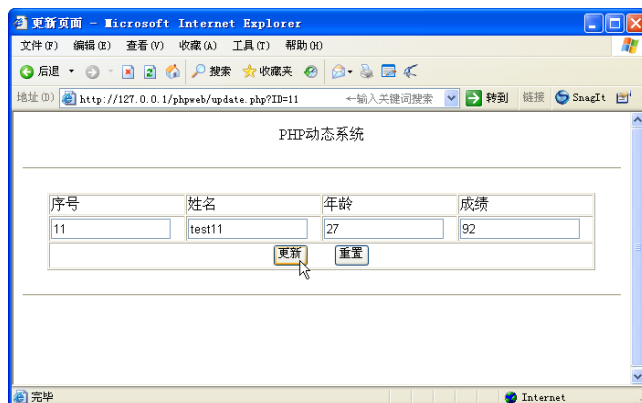 更新页面 - Microsoft Internet Explorer
文件(F) 编辑(E) 查看(V) 收藏(A) 工具(T) 帮助(H)
后退 搜索 收藏夹
地址(D) http://127.0.0.1/phpweb/update.php?ID=11 ←输入关键词搜索 转到 链接 SnagIt
PHP动态系统
序号 姓名 年龄 成绩
11 test11 27 92
更新 重置
完毕 Internet